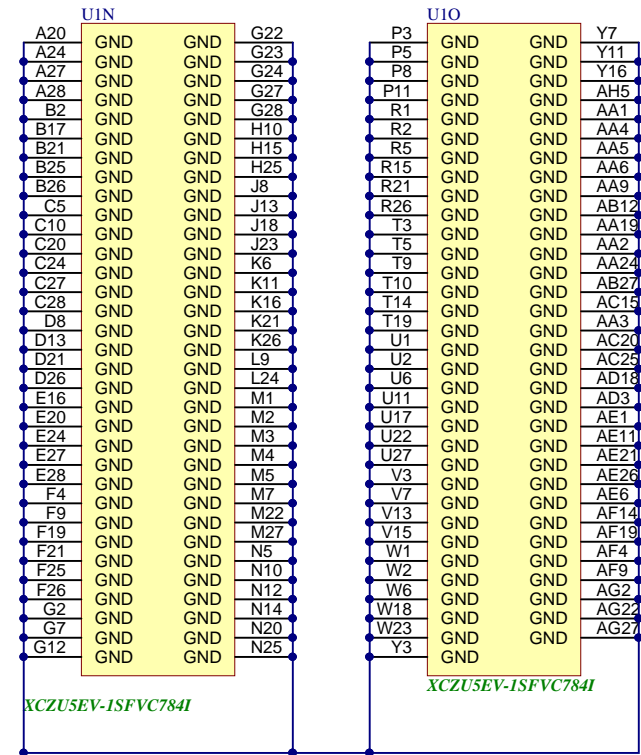 U1N
A20 GND GND G22
A24 GND GND G23
A27 GND GND G24
A28 GND GND G27
B2 GND GND G28
B17 GND GND H10
B21 GND GND H15
B25 GND GND H25
B26 GND GND J8
C5 GND GND J13
C10 GND GND J18
C20 GND GND J23
C24 GND GND K6
C27 GND GND K11
C28 GND GND K16
D8 GND GND K21
D13 GND GND K26
D21 GND GND L9
D26 GND GND L24
E16 GND GND M1
E20 GND GND M2
E24 GND GND M3
E27 GND GND M4
E28 GND GND M5
F4 GND GND M7
F9 GND GND M22
F19 GND GND M27
F21 GND GND N5
F25 GND GND N10
F26 GND GND N12
G2 GND GND N14
G7 GND GND N20
G12 GND GND N25
XCZU5EV-1SFVC784I
U1O
P3 GND GND Y7
P5 GND GND Y11
P8 GND GND Y16
P11 GND GND AH5
R1 GND GND AA1
R2 GND GND AA4
R5 GND GND AA5
R15 GND GND AA6
R21 GND GND AA9
R26 GND GND AB12
T3 GND GND AA19
T5 GND GND AA2
T9 GND GND AA24
T10 GND GND AB27
T14 GND GND AC15
T19 GND GND AA3
U1 GND GND AC20
U2 GND GND AC25
U6 GND GND AD18
U11 GND GND AD3
U17 GND GND AE1
U22 GND GND AE11
U27 GND GND AE21
V3 GND GND AE26
V7 GND GND AE6
V13 GND GND AF14
V15 GND GND AF19
W1 GND GND AF4
W2 GND GND AF9
W6 GND GND AG2
W18 GND GND AG22
W23 GND GND AG27
Y3 GND
XCZU5EV-1SFVC784I